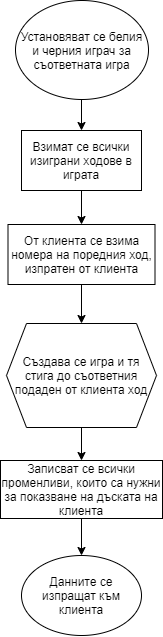 Установяват се белия
и черния играч за
съответната игра
Взимат се всички
изиграни ходове в
играта
От клиента се взима
номера на поредния ход,
изпратен от клиента
Създава се игра и тя
стига до съответния
подаден от клиента ход
Записват се всички
променливи, които са нужни
за показване на дъската на
клиента
Данните се
изпращат към
клиента